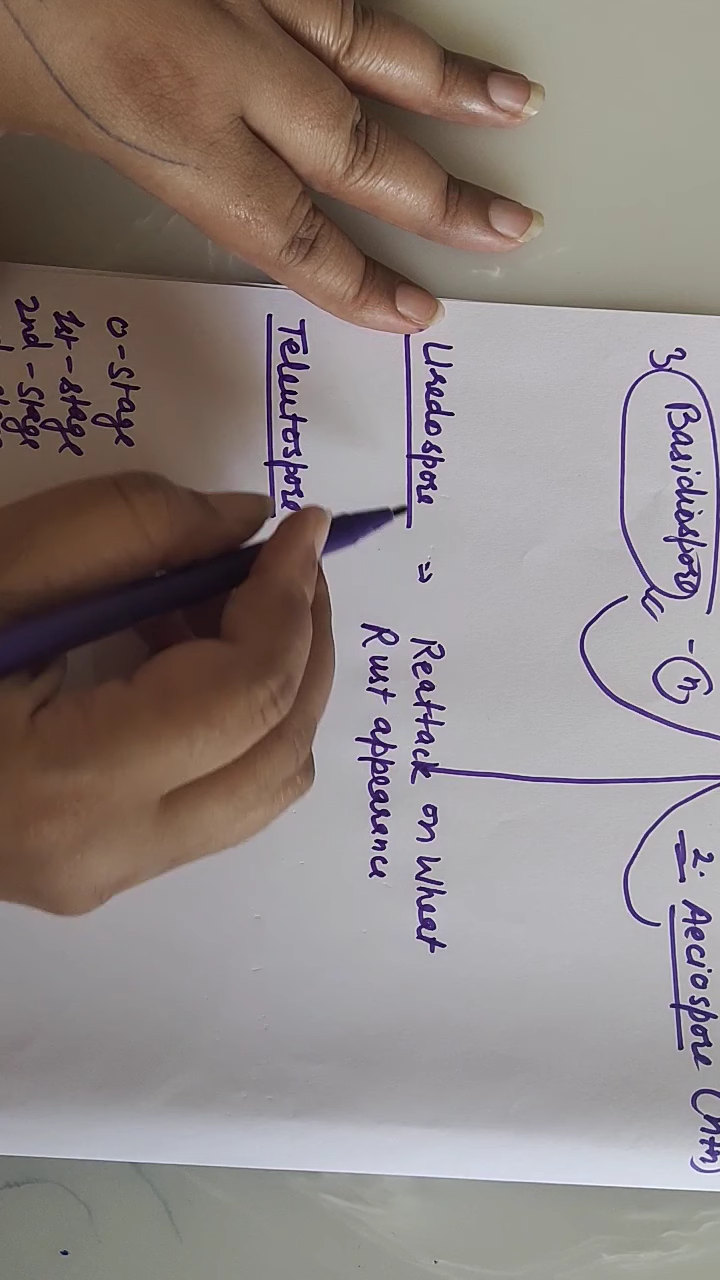 3) Basidiospore - (n)
2. Aeciospore (n+n)
Uredospore ⇒ Reattack on Wheat
Rust appearance
Teleutospore
0 - stage
1st - stage
2nd - stage